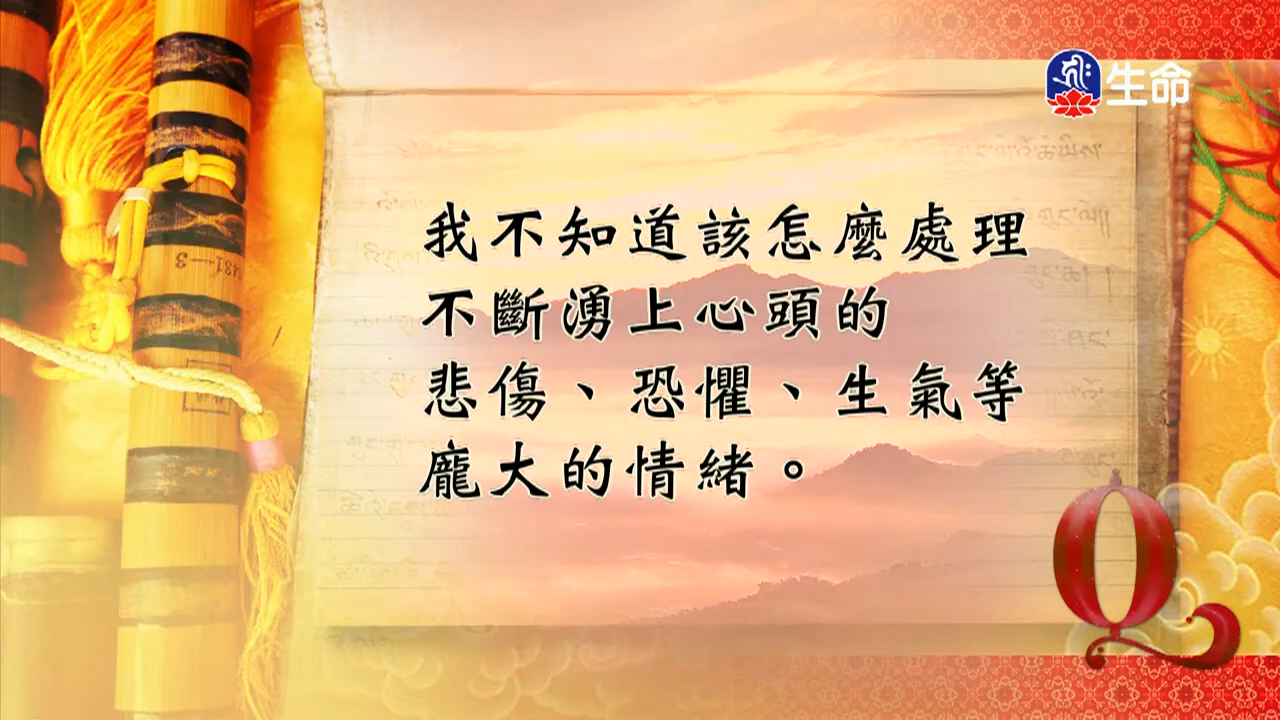 生命
我不知道該怎麼處理
不斷湧上心頭的
悲傷、恐懼、生氣等
龐大的情緒。
Q